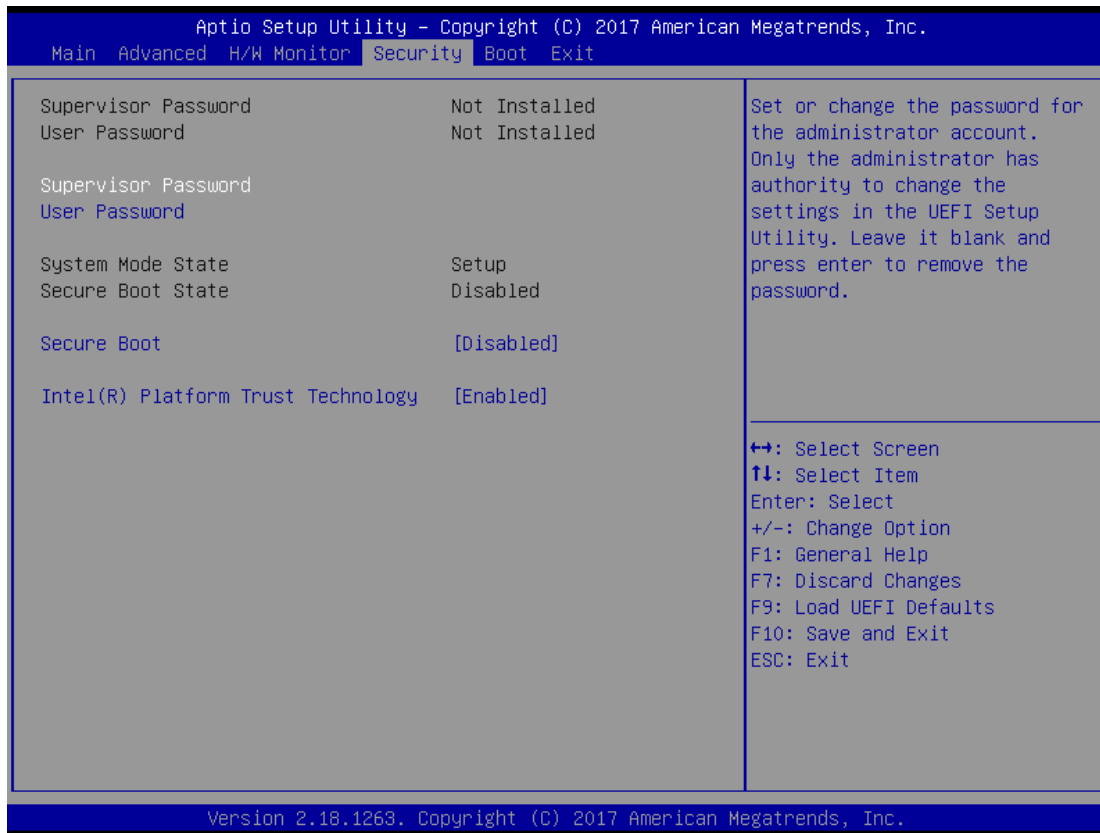 Aptio Setup Utility – Copyright (C) 2017 American Megatrends, Inc.
Main Advanced H/W Monitor Security Boot Exit
Supervisor Password Not Installed
User Password Not Installed
Supervisor Password
User Password
System Mode State Setup
Secure Boot State Disabled
Secure Boot [Disabled]
Intel(R) Platform Trust Technology [Enabled]
Set or change the password for
the administrator account.
Only the administrator has
authority to change the
settings in the UEFI Setup
Utility. Leave it blank and
press enter to remove the
password.
↔: Select Screen
↑↓: Select Item
Enter: Select
+/-: Change Option
F1: General Help
F7: Discard Changes
F9: Load UEFI Defaults
F10: Save and Exit
ESC: Exit
Version 2.18.1263. Copyright (C) 2017 American Megatrends, Inc.